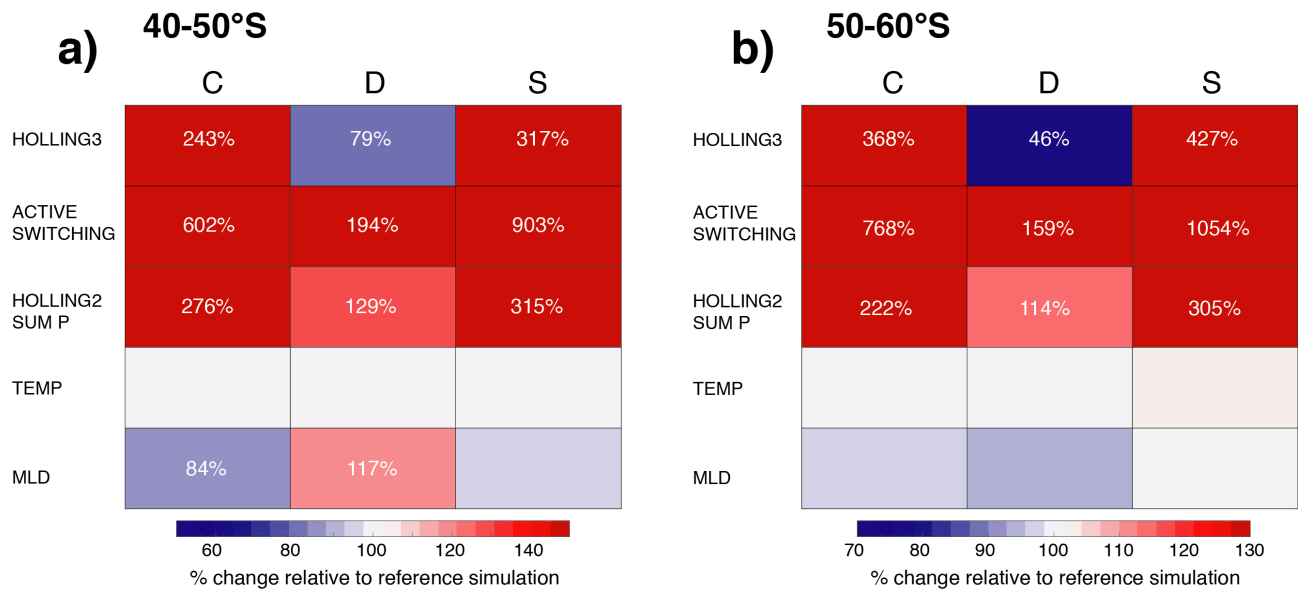 40-50°S
a)
C D S
HOLLING3 243% 79% 317%
ACTIVE
SWITCHING 602% 194% 903%
HOLLING2
SUM P 276% 129% 315%
TEMP
MLD 84% 117%
60 80 100 120 140
% change relative to reference simulation
50-60°S
b)
C D S
HOLLING3 368% 46% 427%
ACTIVE
SWITCHING 768% 159% 1054%
HOLLING2
SUM P 222% 114% 305%
TEMP
MLD
70 80 90 100 110 120 130
% change relative to reference simulation